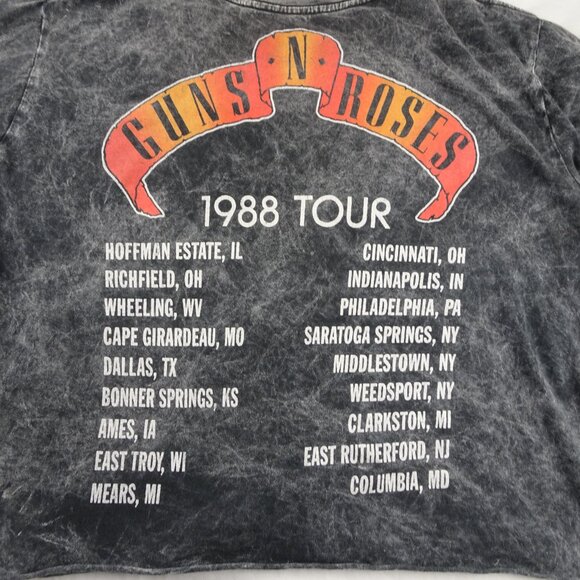 GUNS ·N· ROSES
1988 TOUR
HOFFMAN ESTATE, IL
RICHFIELD, OH
WHEELING, WV
CAPE GIRARDEAU, MO
DALLAS, TX
BONNER SPRINGS, KS
AMES, IA
EAST TROY, WI
MEARS, MI
CINCINNATI, OH
INDIANAPOLIS, IN
PHILADELPHIA, PA
SARATOGA SPRINGS, NY
MIDDLESTOWN, NY
WEEDSPORT, NY
CLARKSTON, MI
EAST RUTHERFORD, NJ
COLUMBIA, MD